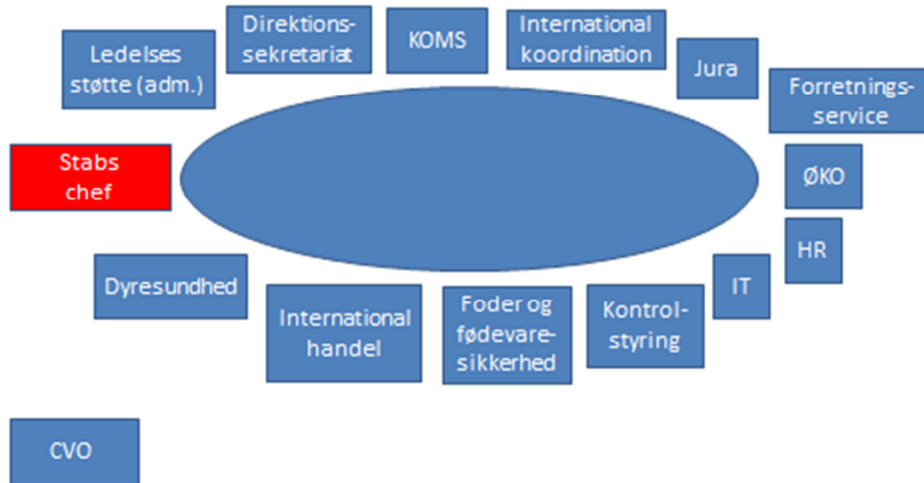 Direktions-
sekretariat
KOMS
International
koordination
Ledelses
støtte (adm.)
Jura
Forretnings-
service
Stabs
chef
ØKO
HR
Dyresundhed
IT
International
handel
Foder og
fødevare-
sikkerhed
Kontrol-
styring
CVO